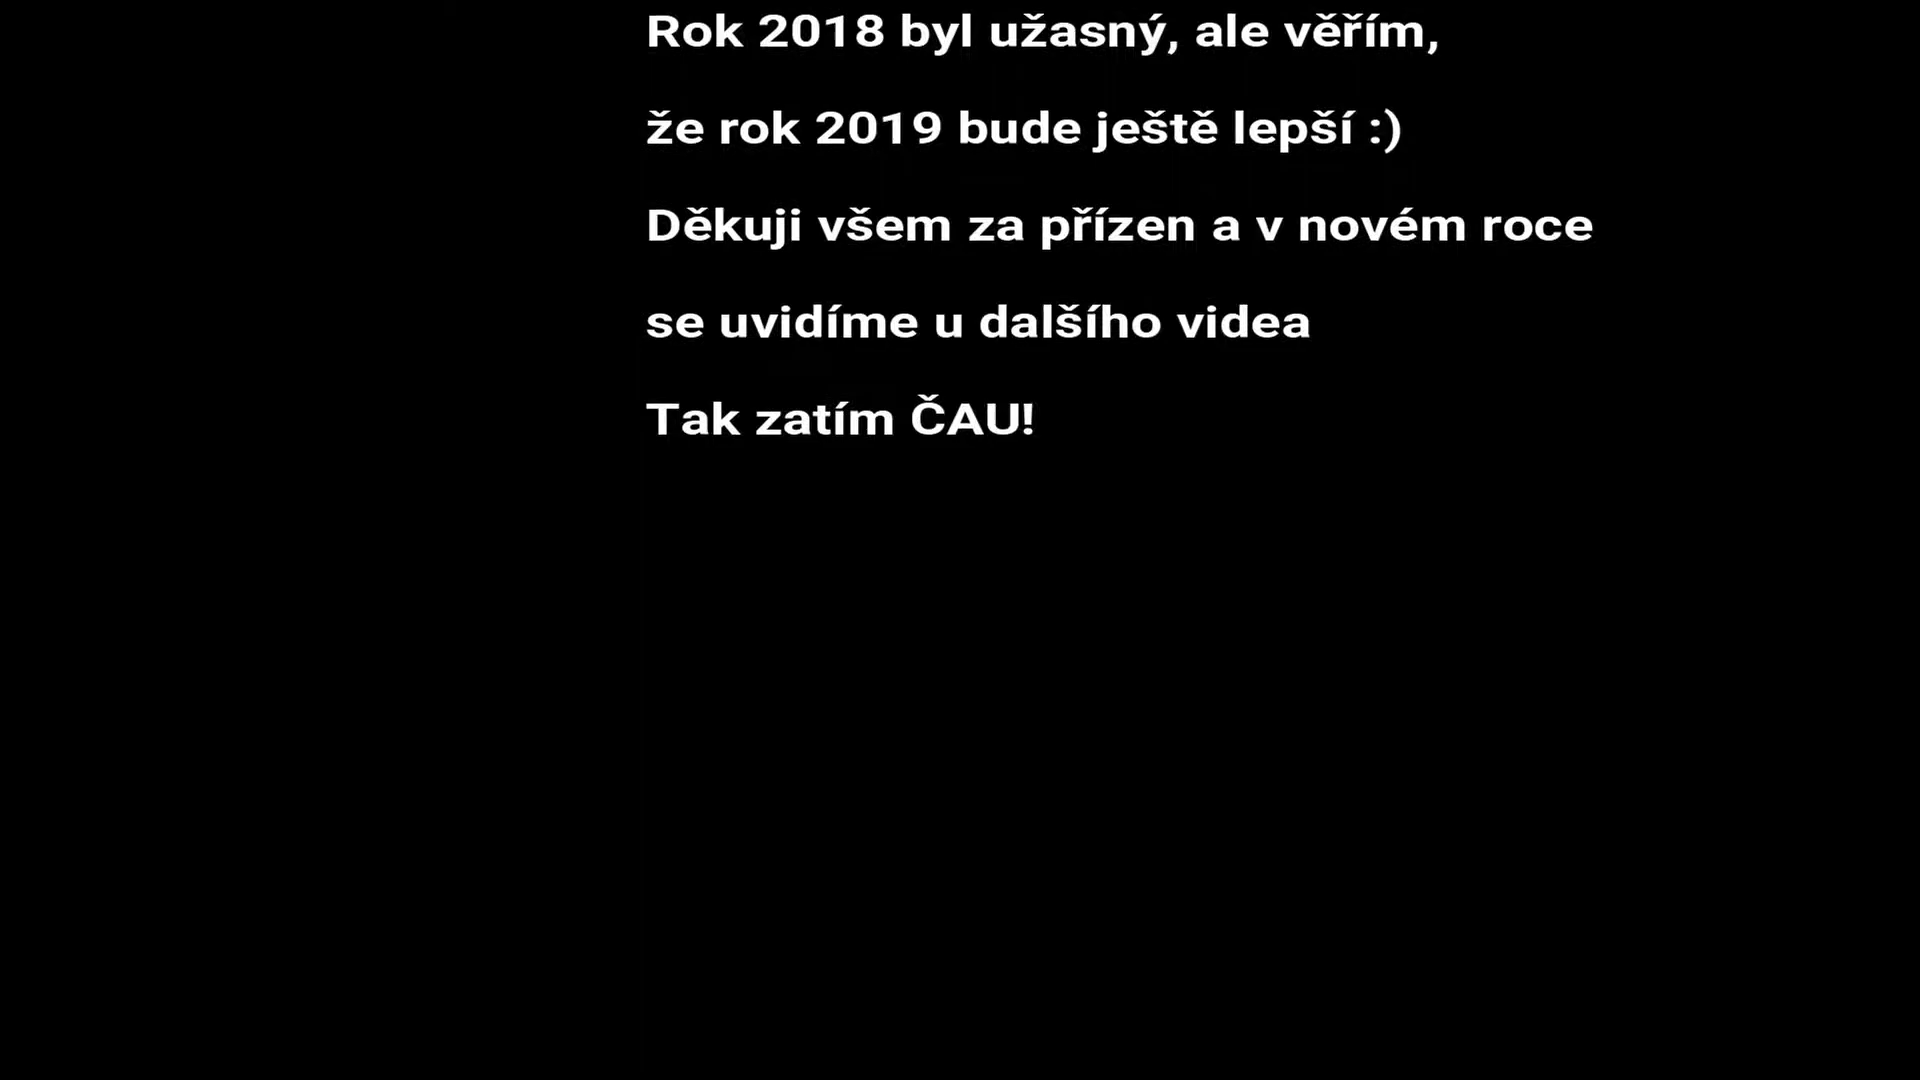 Rok 2018 byl užasný, ale věřím,
že rok 2019 bude ještě lepší :)
Děkuji všem za přízen a v novém roce
se uvidíme u dalšího videa
Tak zatím ČAU!